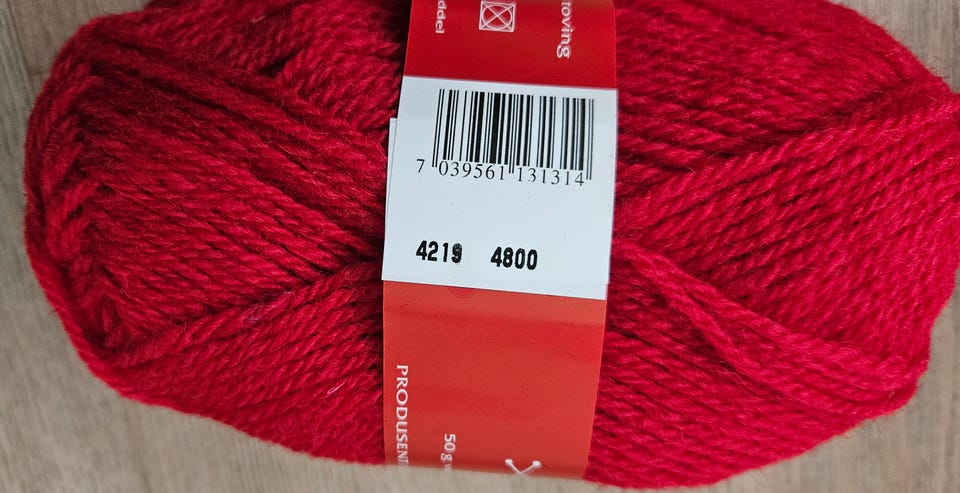 toving
ddel
7 039561 131314
4219 4800
PRODUSENT
50 g